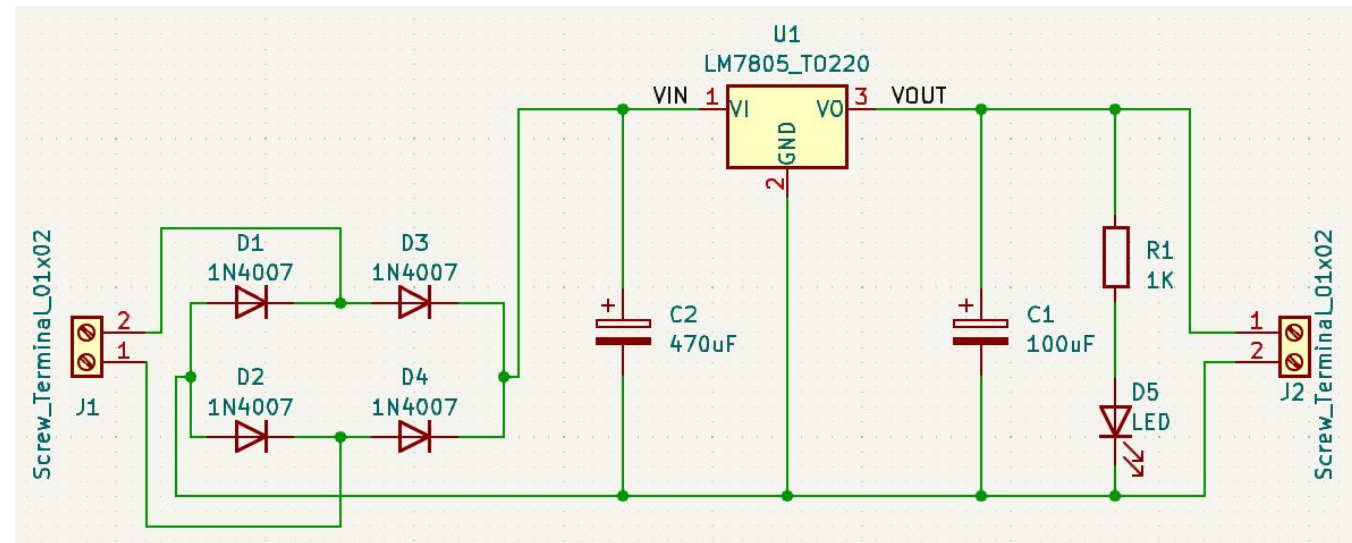 U1
LM7805_TO220
VIN
1
VI
VO
3
VOUT
GND
2
Screw_Terminal_01x02
2
1
J1
D1
1N4007
D3
1N4007
D2
1N4007
D4
1N4007
+
C2
470uF
+
C1
100uF
R1
1K
D5
LED
1
2
J2
Screw_Terminal_01x02